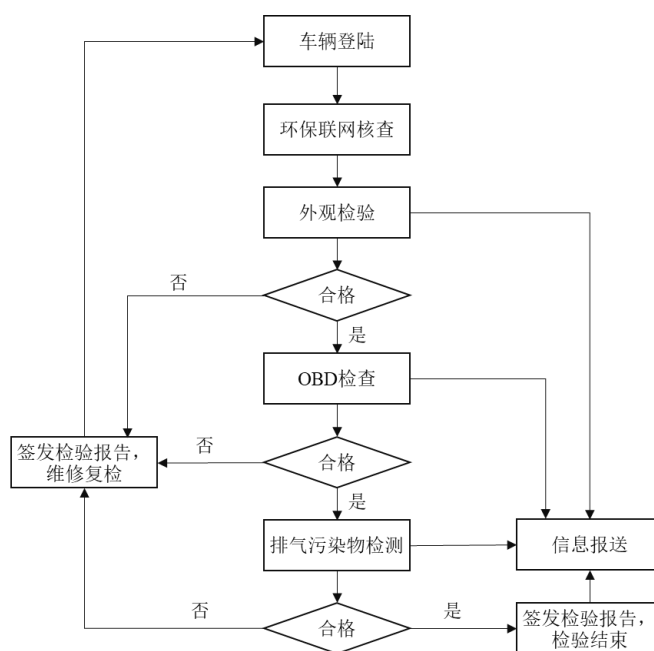 车辆登陆
环保联网核查
外观检验
否
合格
是
OBD检查
签发检验报告，
维修复检
否
合格
是
排气污染物检测
信息报送
否
合格
是
签发检验报告，
检验结束